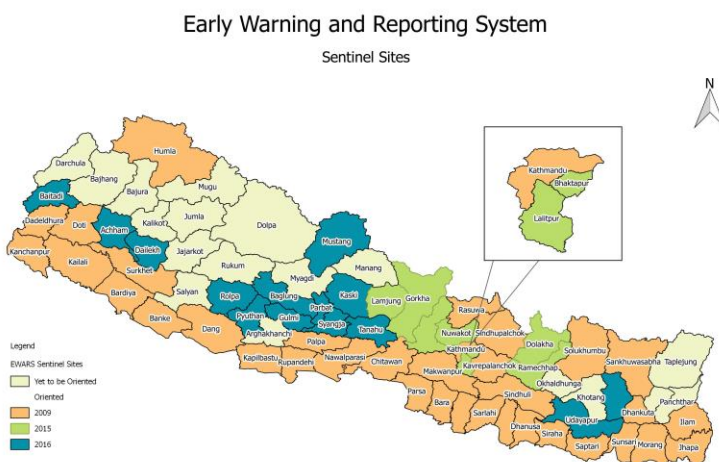 Early Warning and Reporting System
Sentinel Sites
N
Humla
Darchula
Bajhang
Mugu
Bajura
Baitadi
Dadeldhura
Doti
Achham
Kalikot
Jumla
Dolpa
Dailekh
Jajarkot
Mustang
Kanchanpur
Kailali
Surkhet
Rukum
Manang
Myagdi
Bardiya
Salyan
Rolpa
Baglung
Kaski
Lamjung
Gorkha
Parbat
Banke
Pyuthan
Gulmi
Syangja
Tanahu
Dang
Arghakhanchi
Palpa
Kapilbastu
Rupandehi
Nawalparasi
Chitawan
Rasuwa
Nuwakot
Sindhupalchok
Kathmandu
Dolakha
Kavrepalanchok
Ramechhap
Solukhumbu
Sankhuwasabha
Taplejung
Makwanpur
Okhaldhunga
Khotang
Panchthar
Parsa
Bara
Sindhuli
Dhankuta
Ilam
Sarlahi
Udayapur
Dhanusa
Siraha
Saptari
Sunsari
Morang
Jhapa
Kathmandu
Bhaktapur
Lalitpur
Legend
EWARS Sentinel Sites
Yet to be Oriented
Oriented
2009
2015
2016